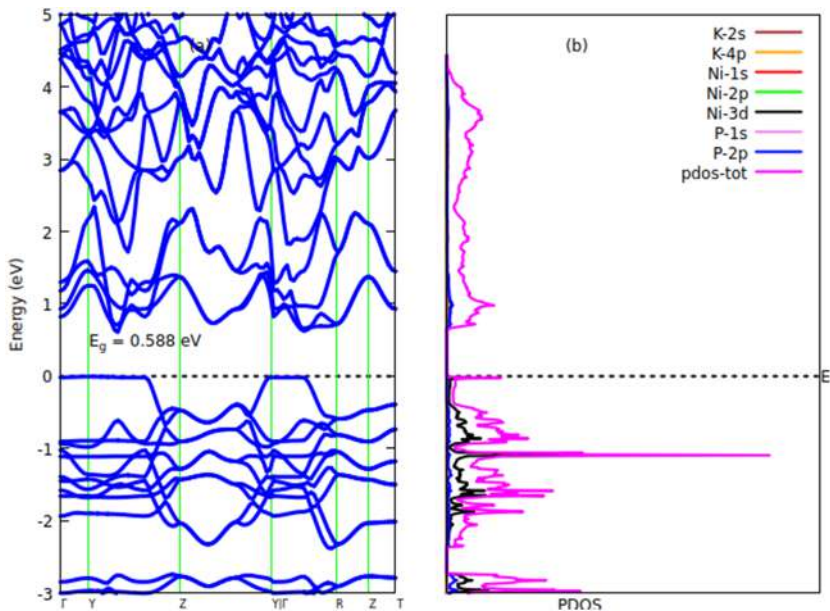 5
4
3
2
1
0
-1
-2
-3
Energy (eV)
(a)
E_g = 0.588 eV
Γ Y Z Y|Γ R Z T
(b)
K-2s
K-4p
Ni-1s
Ni-2p
Ni-3d
P-1s
P-2p
pdos-tot
E
PDOS